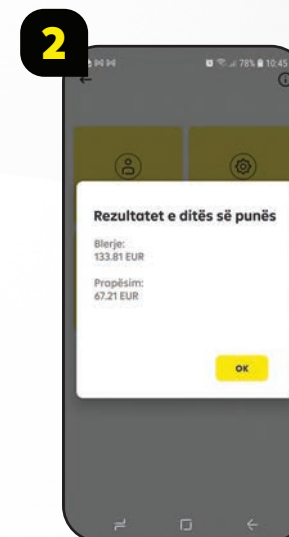 2
78% 10:45
Rezultatet e ditës së punës
Blerje:
133.81 EUR
Propësim:
67.21 EUR
OK